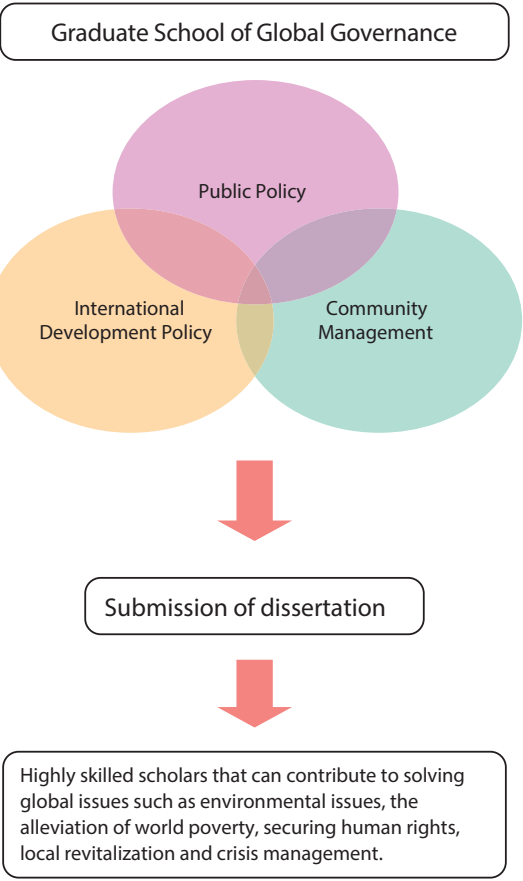 Graduate School of Global Governance
Public Policy
International
Development Policy
Community
Management
Submission of dissertation
Highly skilled scholars that can contribute to solving
global issues such as environmental issues, the
alleviation of world poverty, securing human rights,
local revitalization and crisis management.